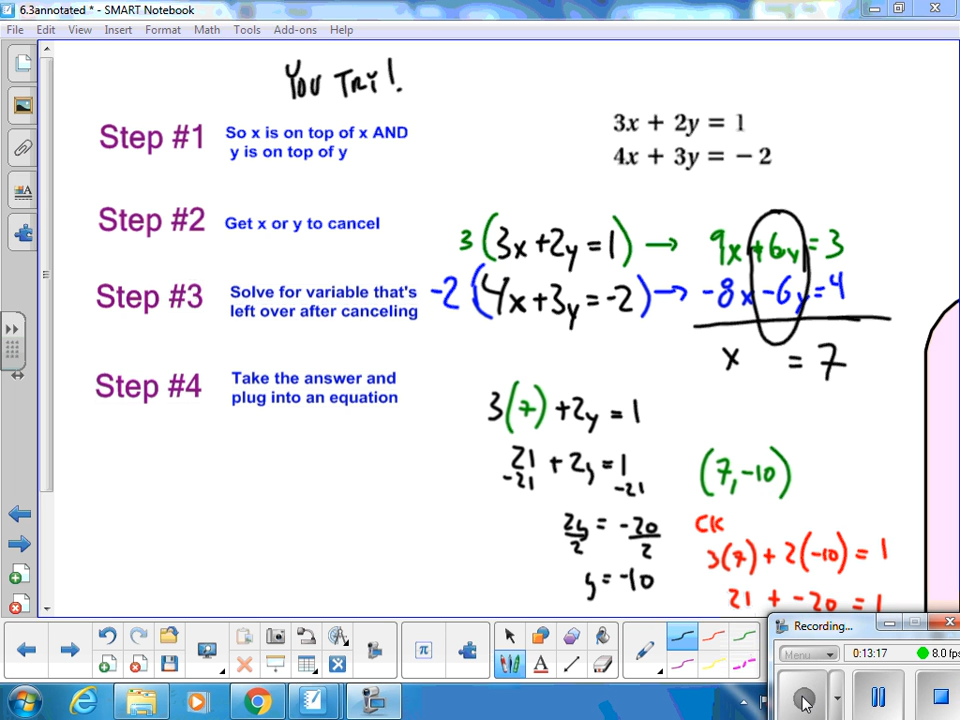 6.3annotated * - SMART Notebook
File Edit View Insert Format Math Tools Add-ons Help
You Try!
Step #1 So x is on top of x AND
y is on top of y
3x + 2y = 1
4x + 3y = − 2
Step #2 Get x or y to cancel
3(3x+2y=1) → 9x+6y=3
Step #3 Solve for variable that's
left over after canceling
-2(4x+3y=-2) → -8x-6y=4
x = 7
Step #4 Take the answer and
plug into an equation
3(7)+2y=1
21+2y=1
-21 -21
(7,-10)
2y = -20
2 2
y=-10
CK
3(7)+2(-10)=1
21 + -20 = 1
Recording...
Menu 0:13:17 8.0 fps